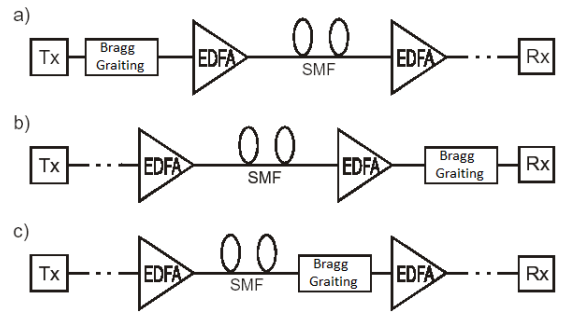 a)
Tx
Bragg
Graiting
EDFA
SMF
EDFA
Rx
b)
Tx
EDFA
SMF
EDFA
Bragg
Graiting
Rx
c)
Tx
EDFA
SMF
Bragg
Graiting
EDFA
Rx